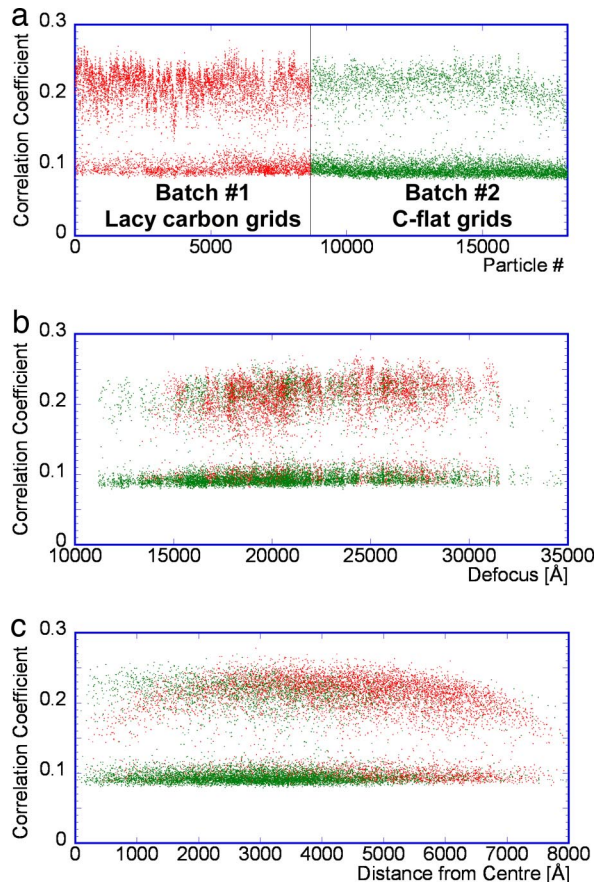 a
Correlation Coefficient
0.3
0.2
0.1
0
Batch #1
Lacy carbon grids
Batch #2
C-flat grids
0 5000 10000 15000
Particle #
b
Correlation Coefficient
0.3
0.2
0.1
0
10000 15000 20000 25000 30000 35000
Defocus [Å]
c
Correlation Coefficient
0.3
0.2
0.1
0
0 1000 2000 3000 4000 5000 6000 7000 8000
Distance from Centre [Å]